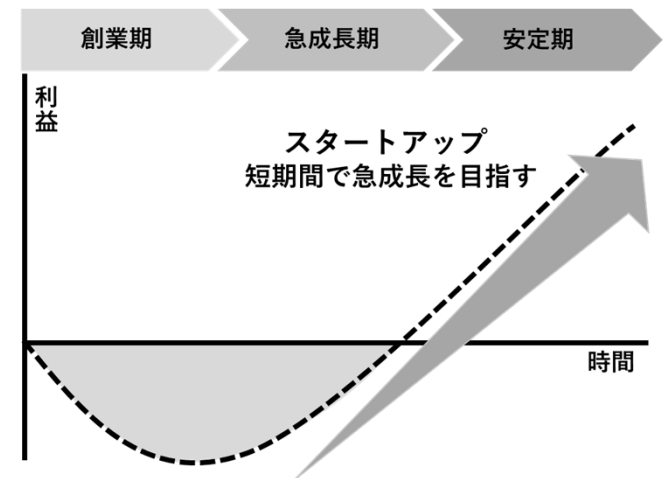 創業期
急成長期
安定期
利益
スタートアップ
短期間で急成長を目指す
時間